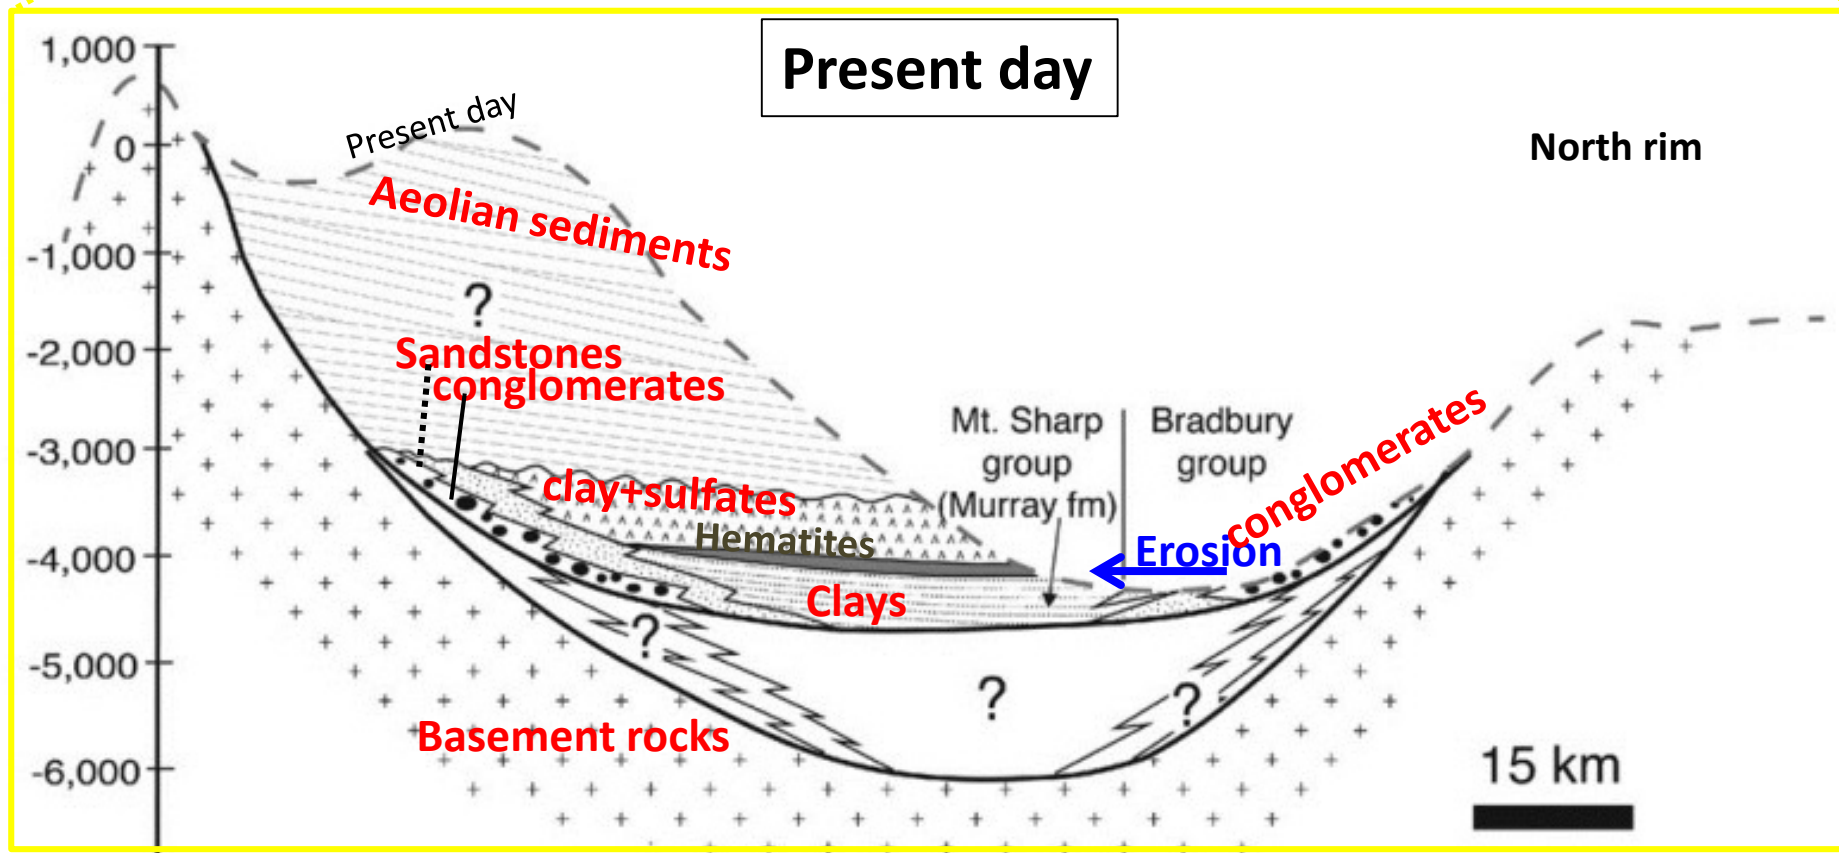 Present day
1,000
0
-1,000
-2,000
-3,000
-4,000
-5,000
-6,000
Present day
North rim
Aeolian sediments
?
Sandstones
conglomerates
Mt. Sharp
group
(Murray fm)
Bradbury
group
conglomerates
clay+sulfates
Hematites
Erosion
Clays
?
?
?
Basement rocks
15 km